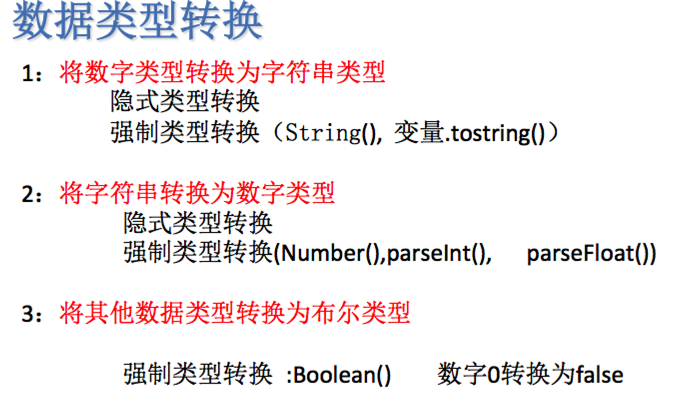 数据类型转换
1：将数字类型转换为字符串类型
隐式类型转换
强制类型转换（String(), 变量.tostring()）
2：将字符串转换为数字类型
隐式类型转换
强制类型转换(Number(),parseInt(), parseFloat())
3：将其他数据类型转换为布尔类型
强制类型转换 :Boolean() 数字0转换为false